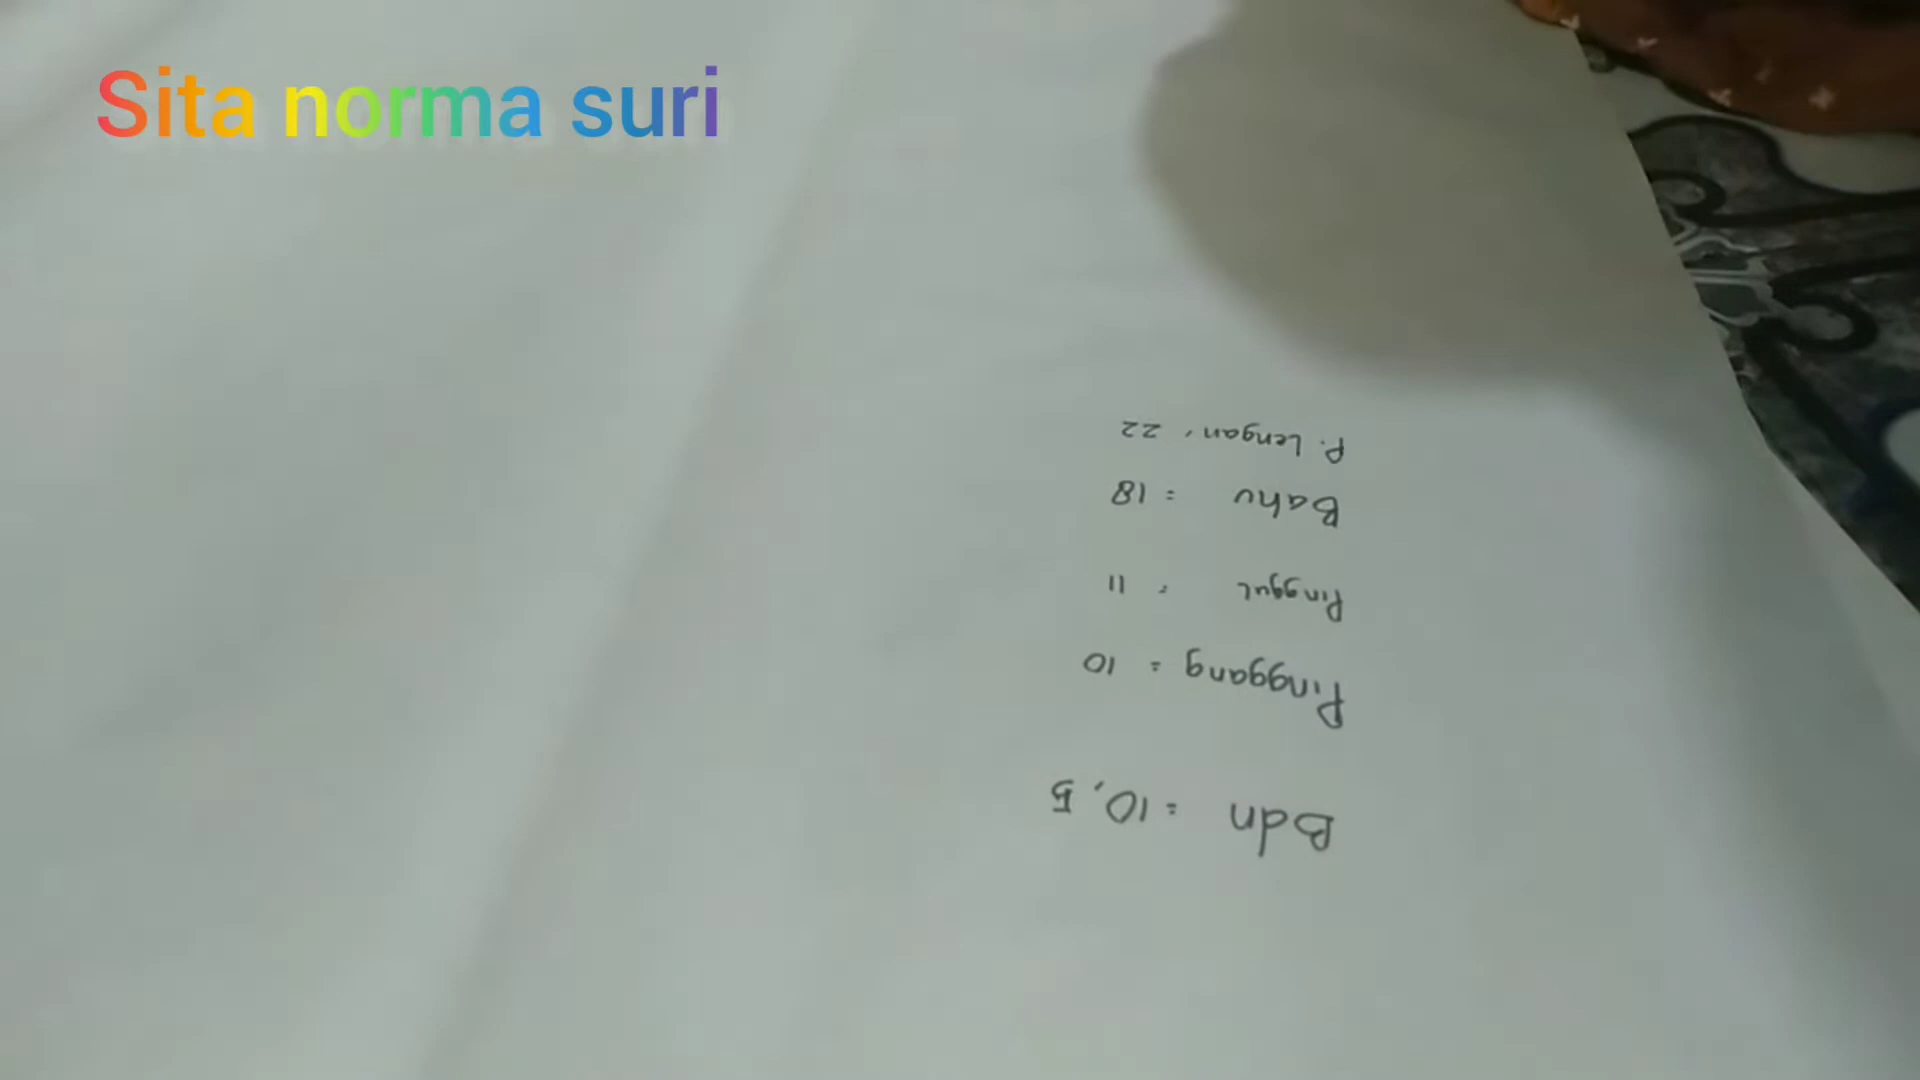 Sita norma suri
Bdn = 10,5
Pinggang = 10
Pinggul = 11
Bahu = 18
P. Lengan = 22